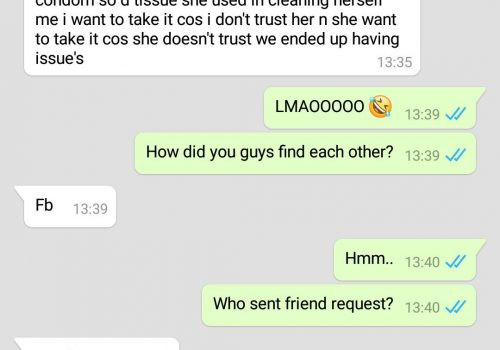 condom so d tissue she used in cleaning herself
me i want to take it cos i don't trust her n she want
to take it cos she doesn't trust we ended up having
issue's
13:35
LMAOOOOO 🤣 13:39
How did you guys find each other? 13:39
Fb 13:39
Hmm.. 13:40
Who sent friend request? 13:40